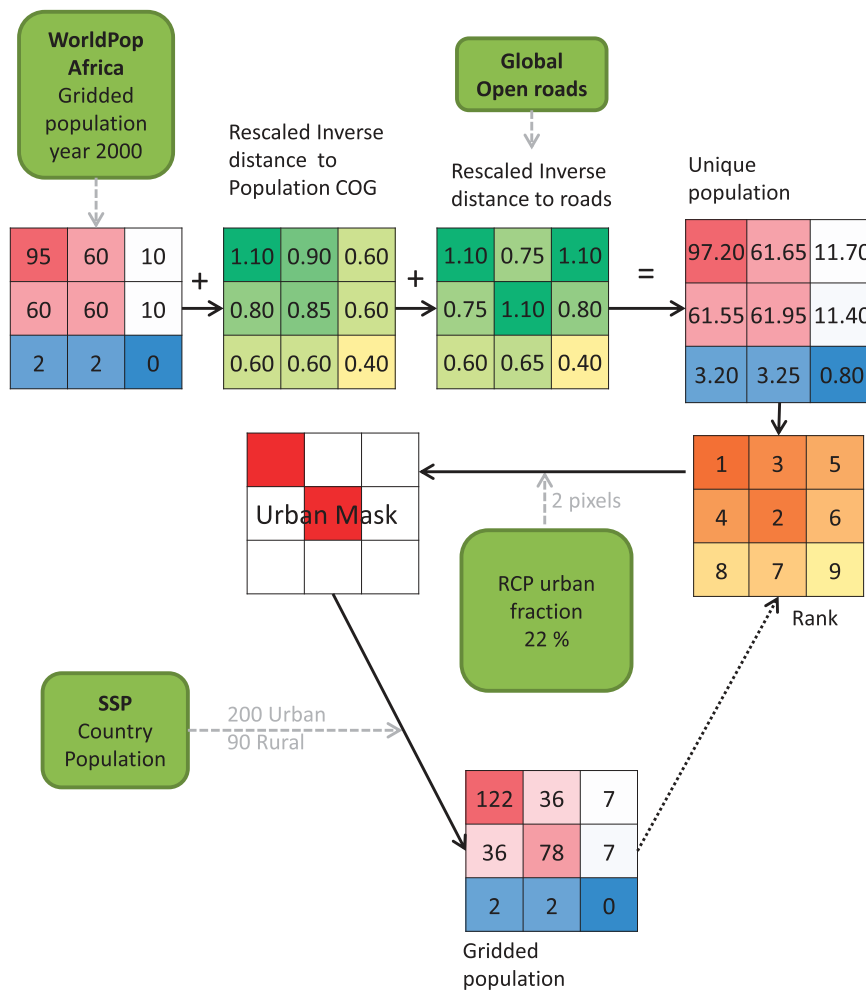 WorldPop
Africa
Gridded
population
year 2000
Global
Open roads
Rescaled Inverse
distance to
Population COG
Rescaled Inverse
distance to roads
Unique
population
95 60 10
60 60 10
2 2 0
+
1.10 0.90 0.60
0.80 0.85 0.60
0.60 0.60 0.40
+
1.10 0.75 1.10
0.75 1.10 0.80
0.60 0.65 0.40
=
97.20 61.65 11.70
61.55 61.95 11.40
3.20 3.25 0.80
1 3 5
4 2 6
8 7 9
Rank
2 pixels
Urban Mask
RCP urban
fraction
22 %
SSP
Country
Population
200 Urban
90 Rural
122 36 7
36 78 7
2 2 0
Gridded
population